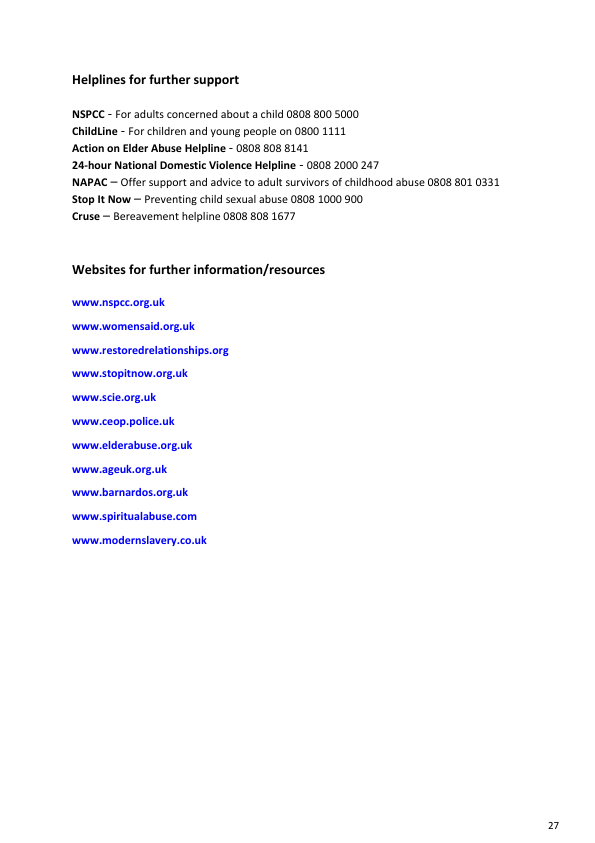 Helplines for further support
NSPCC - For adults concerned about a child 0808 800 5000
ChildLine - For children and young people on 0800 1111
Action on Elder Abuse Helpline - 0808 808 8141
24-hour National Domestic Violence Helpline - 0808 2000 247
NAPAC – Offer support and advice to adult survivors of childhood abuse 0808 801 0331
Stop It Now – Preventing child sexual abuse 0808 1000 900
Cruse – Bereavement helpline 0808 808 1677
Websites for further information/resources
www.nspcc.org.uk
www.womensaid.org.uk
www.restoredrelationships.org
www.stopitnow.org.uk
www.scie.org.uk
www.ceop.police.uk
www.elderabuse.org.uk
www.ageuk.org.uk
www.barnardos.org.uk
www.spiritualabuse.com
www.modernslavery.co.uk
27